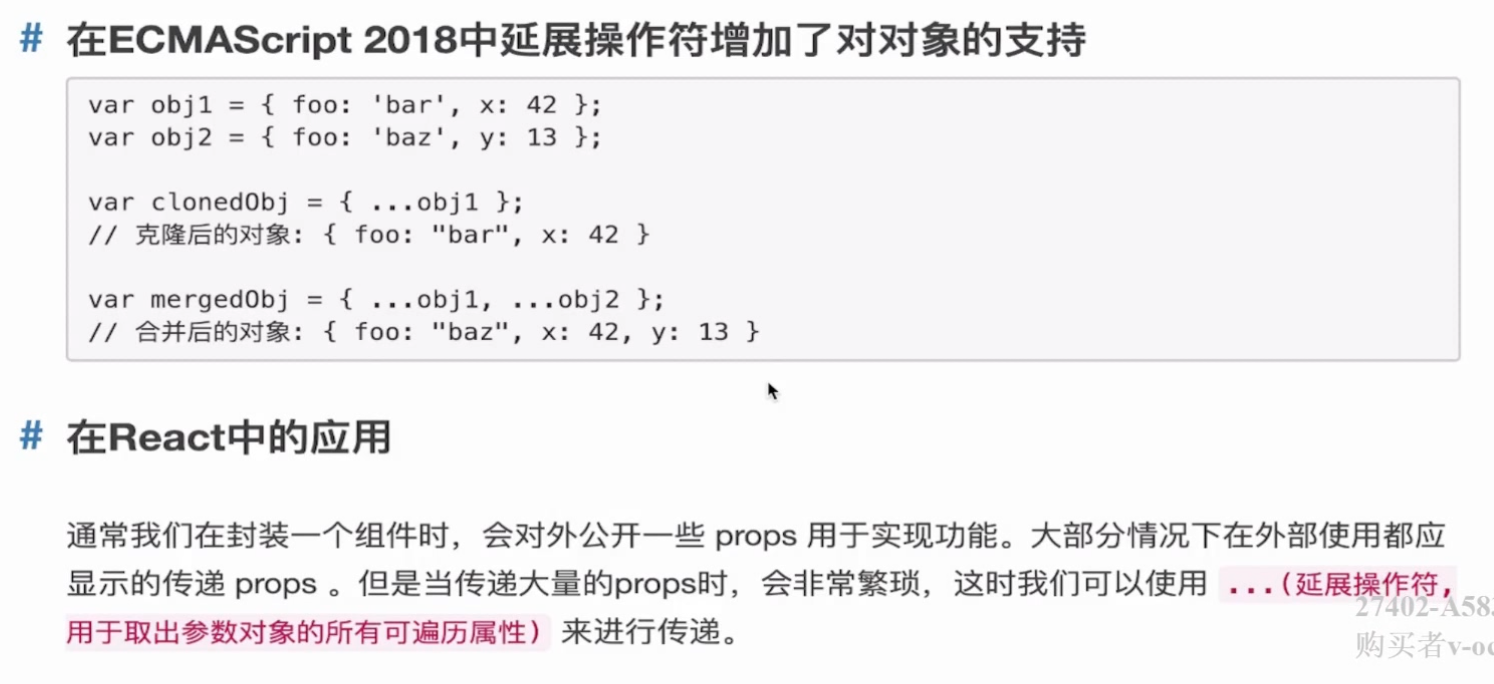 # 在ECMAScript 2018中延展操作符增加了对对象的支持
var obj1 = { foo: 'bar', x: 42 };
var obj2 = { foo: 'baz', y: 13 };
var clonedObj = { ...obj1 };
// 克隆后的对象: { foo: "bar", x: 42 }
var mergedObj = { ...obj1, ...obj2 };
// 合并后的对象: { foo: "baz", x: 42, y: 13 }
# 在React中的应用
通常我们在封装一个组件时，会对外公开一些 props 用于实现功能。大部分情况下在外部使用都应
显示的传递 props 。但是当传递大量的props时，会非常繁琐，这时我们可以使用 ...(延展操作符,
用于取出参数对象的所有可遍历属性) 来进行传递。
27402-A58
购买者v-o